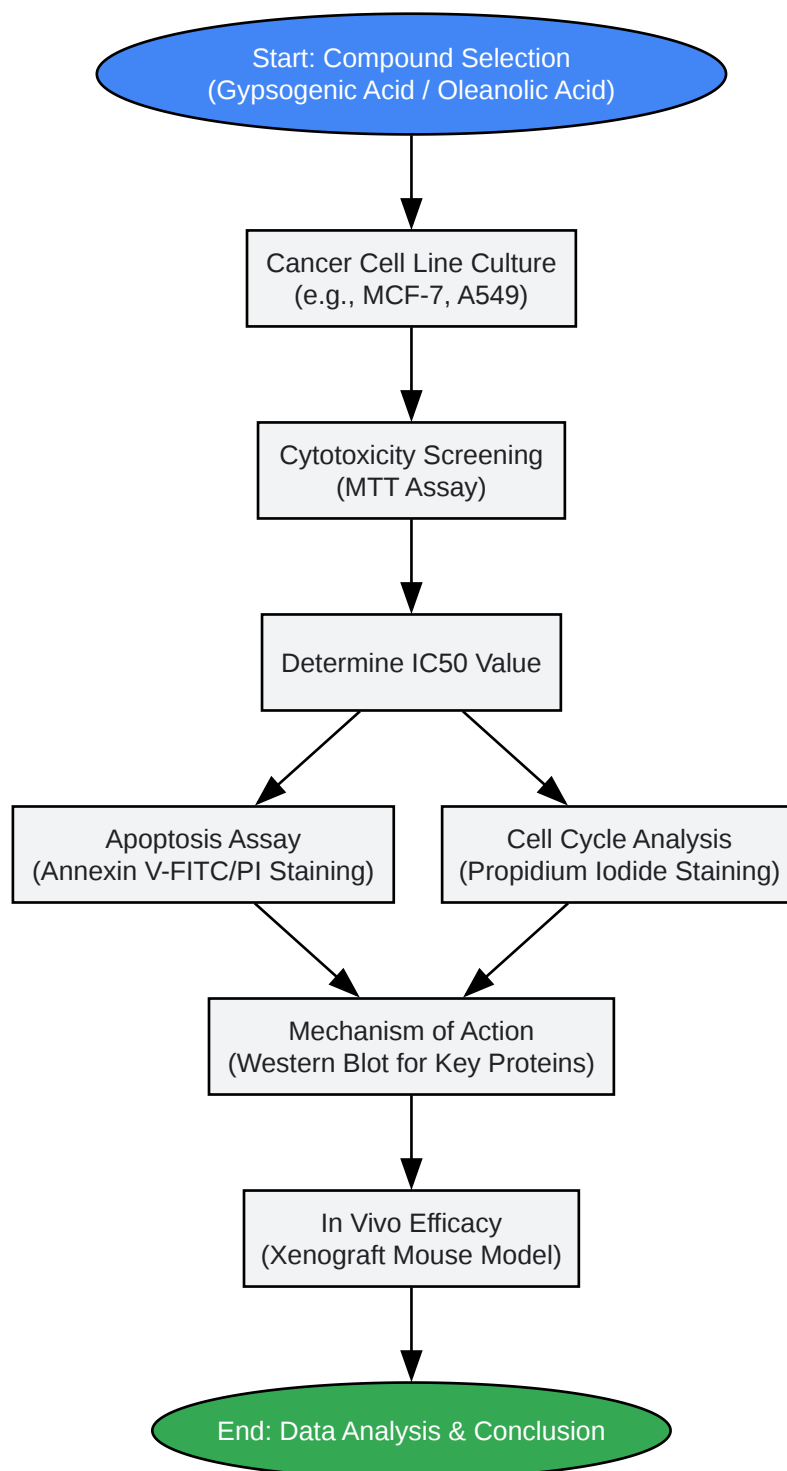 Start: Compound Selection
(Gypsogenic Acid / Oleanolic Acid)
Cancer Cell Line Culture
(e.g., MCF-7, A549)
Cytotoxicity Screening
(MTT Assay)
Determine IC50 Value
Apoptosis Assay
(Annexin V-FITC/PI Staining)
Cell Cycle Analysis
(Propidium Iodide Staining)
Mechanism of Action
(Western Blot for Key Proteins)
In Vivo Efficacy
(Xenograft Mouse Model)
End: Data Analysis & Conclusion